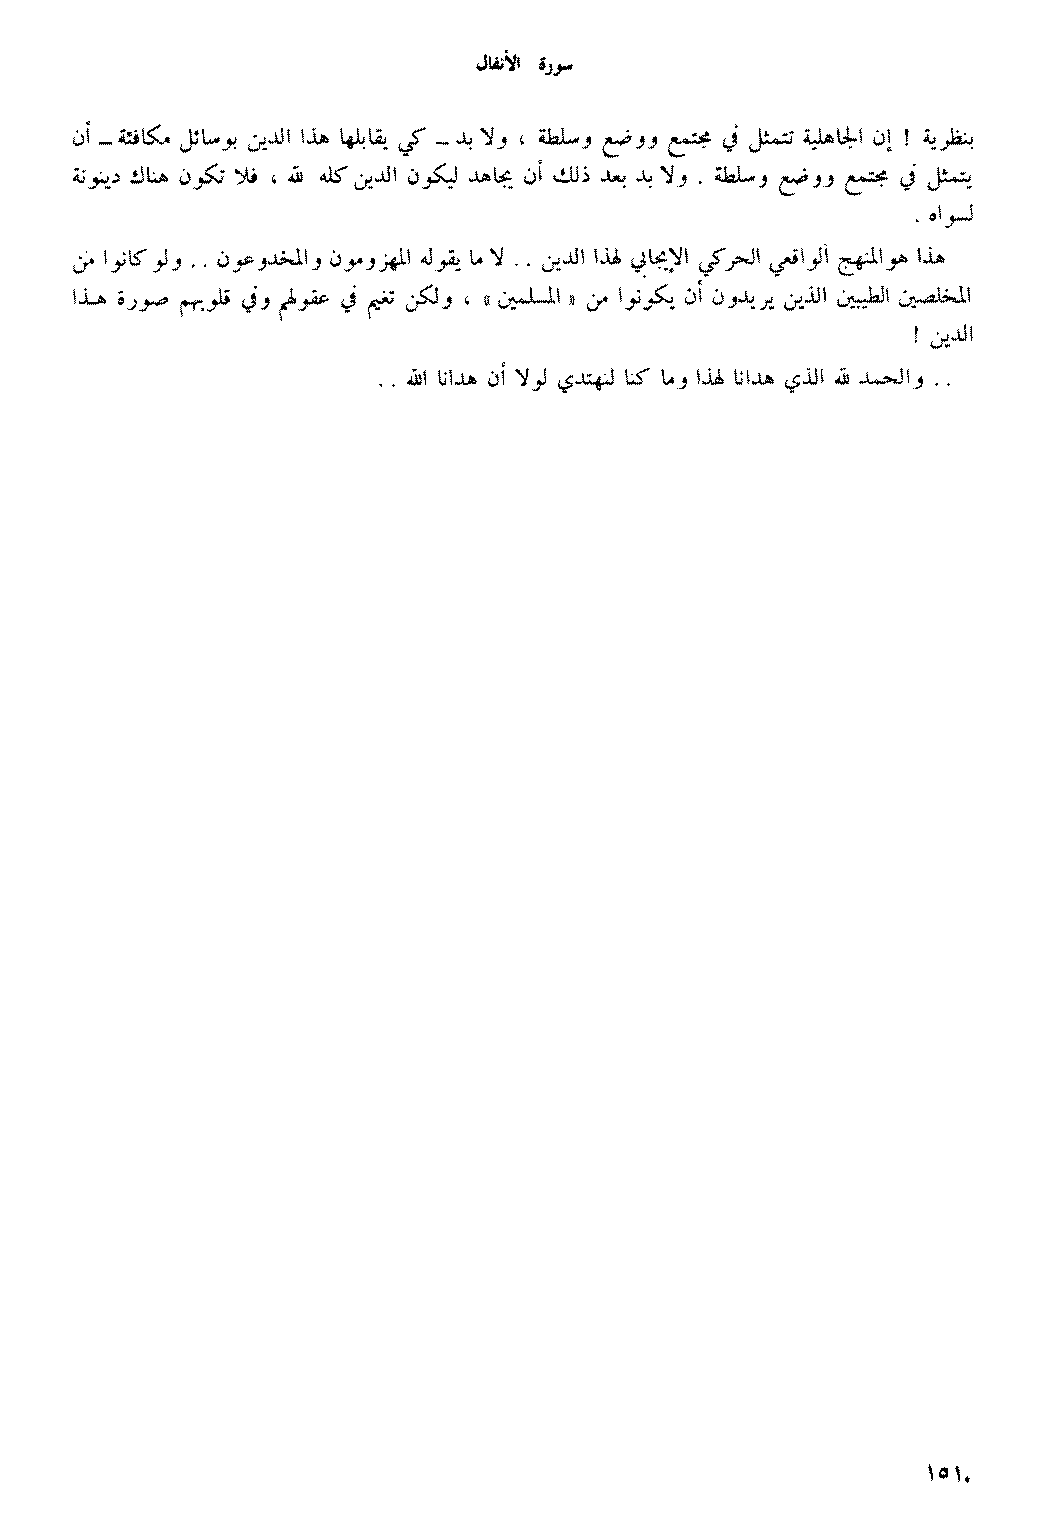 سورة الأنفال
بنظرية ! إن الجاهلية تتمثل في مجتمع ووضع وسلطة ، ولا بد ـ كي يقابلها هذا الدين بوسائل مكافئة ـ أن
يتمثل في مجتمع ووضع وسلطة . ولا بد بعد ذلك أن يجاهد ليكون الدين كله لله ، فلا تكون هناك دينونة
لسواه .
هذا هو المنهج الواقعي الحركي الإيجابي لهذا الدين .. لا ما يقوله المهزومون والمخدوعون .. ولو كانوا من
المخلصين الطيبين الذين يريدون أن يكونوا من « المسلمين » ، ولكن تغيم في عقولهم وفي قلوبهم صورة هـذا
الدين !
.. والحمد لله الذي هدانا لهذا وما كنا لنهتدي لولا أن هدانا الله ..
١٥١٠